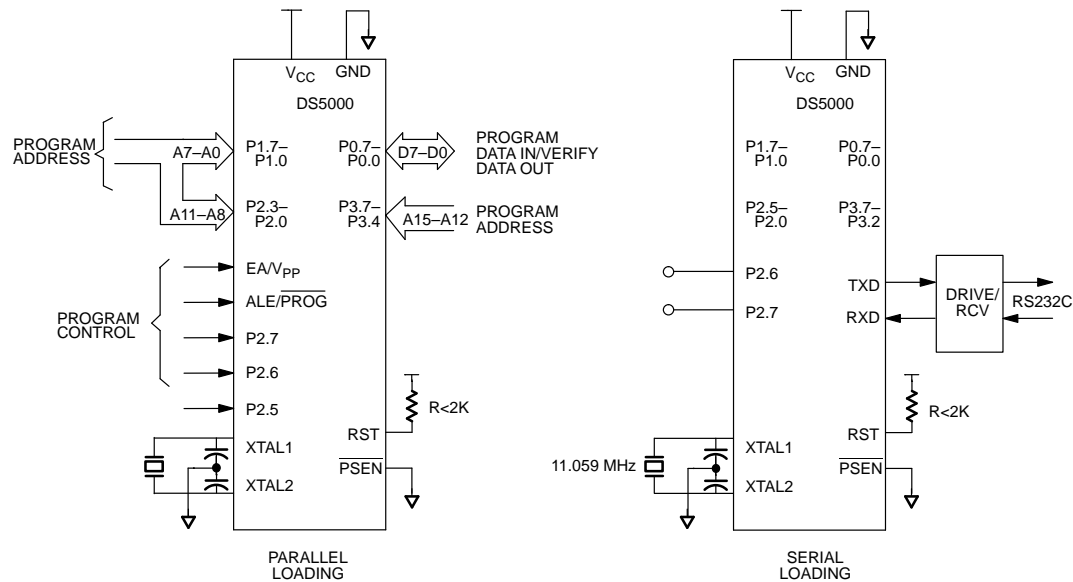 VCC GND
DS5000
PROGRAM
ADDRESS
A7–A0
P1.7–
P1.0
P0.7–
P0.0
D7–D0
PROGRAM
DATA IN/VERIFY
DATA OUT
A11–A8
P2.3–
P2.0
P3.7–
P3.4
A15–A12
PROGRAM
ADDRESS
PROGRAM
CONTROL
EA/VPP
ALE/PROG
P2.7
P2.6
P2.5
R<2K
RST
XTAL1
PSEN
XTAL2
PARALLEL
LOADING
VCC GND
DS5000
P1.7–
P1.0
P0.7–
P0.0
P2.5–
P2.0
P3.7–
P3.2
P2.6
P2.7
TXD
RXD
DRIVE/
RCV
RS232C
R<2K
RST
XTAL1
11.059 MHz
PSEN
XTAL2
SERIAL
LOADING